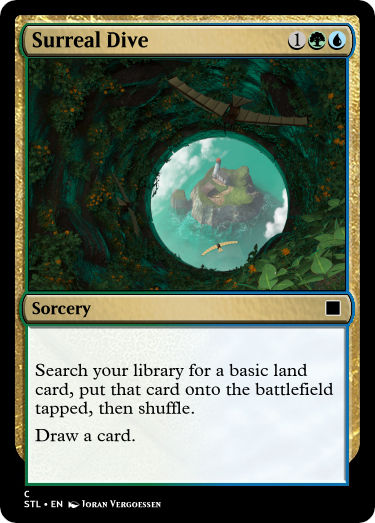 Surreal Dive 1
Sorcery
Search your library for a basic land
card, put that card onto the battlefield
tapped, then shuffle.
Draw a card.
C
STL • EN Joran Vergoessen